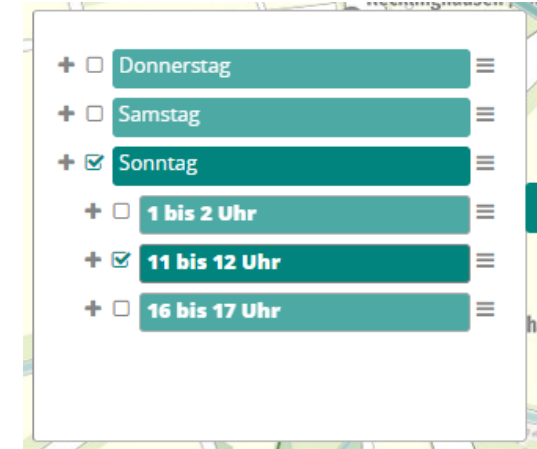 Donnerstag
Samstag
Sonntag
1 bis 2 Uhr
11 bis 12 Uhr
16 bis 17 Uhr